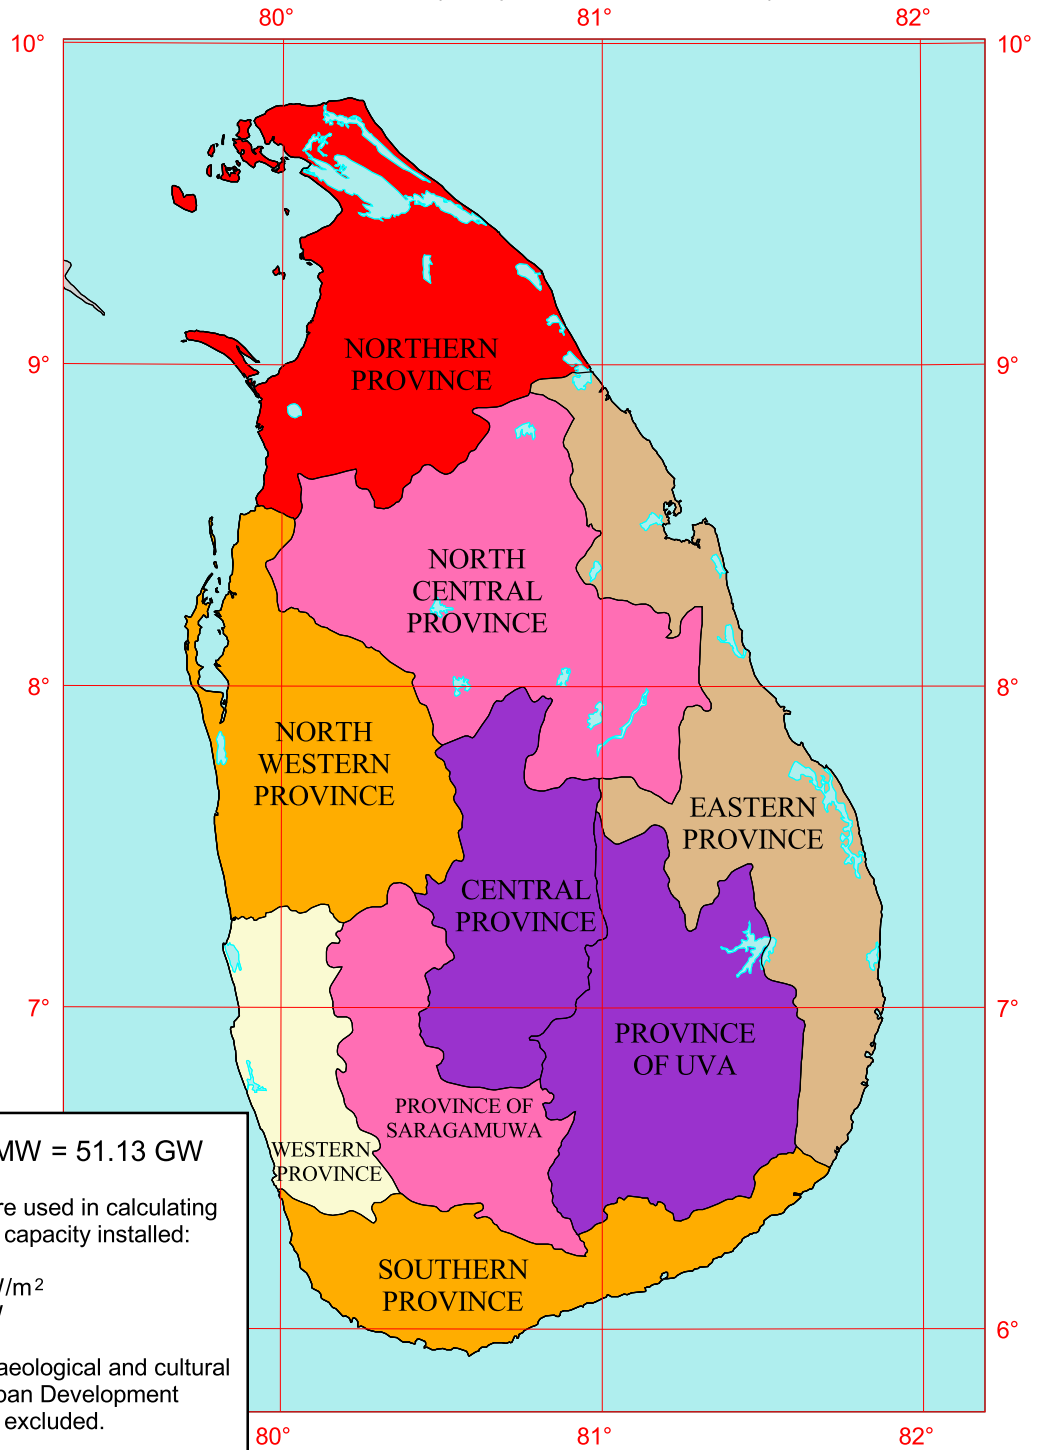 80° 81° 82°
10° 10°
NORTHERN
PROVINCE
9° 9°
NORTH
CENTRAL
PROVINCE
8° 8°
NORTH
WESTERN
PROVINCE
EASTERN
PROVINCE
CENTRAL
PROVINCE
7° 7°
PROVINCE
OF UVA
PROVINCE OF
SARAGAMUWA
WESTERN
PROVINCE
SOUTHERN
PROVINCE
6°
MW = 51.13 GW
re used in calculating
capacity installed:
/m²
aeological and cultural
ban Development
excluded.
80° 81° 82°